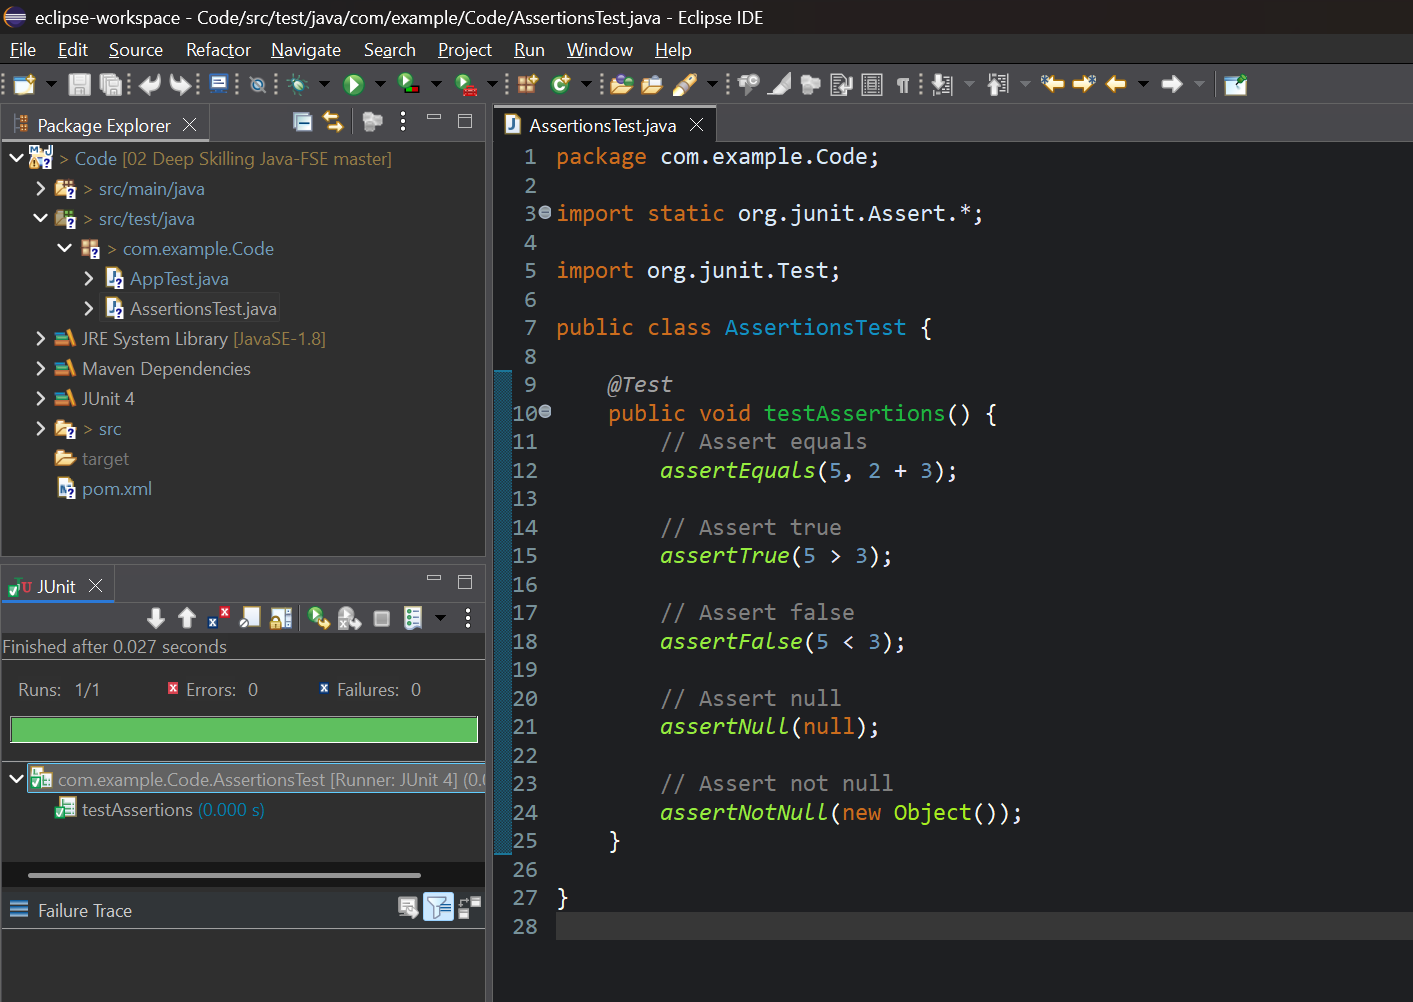 eclipse-workspace - Code/src/test/java/com/example/Code/AssertionsTest.java - Eclipse IDE
File Edit Source Refactor Navigate Search Project Run Window Help
Package Explorer
> Code [02 Deep Skilling Java-FSE master]
> src/main/java
> src/test/java
> com.example.Code
AppTest.java
AssertionsTest.java
JRE System Library [JavaSE-1.8]
Maven Dependencies
JUnit 4
> src
target
pom.xml
JUnit
Finished after 0.027 seconds
Runs: 1/1 Errors: 0 Failures: 0
com.example.Code.AssertionsTest [Runner: JUnit 4] (0.0
testAssertions (0.000 s)
Failure Trace
AssertionsTest.java
1 package com.example.Code;
2
3 import static org.junit.Assert.*;
4
5 import org.junit.Test;
6
7 public class AssertionsTest {
8
9 @Test
10 public void testAssertions() {
11 // Assert equals
12 assertEquals(5, 2 + 3);
13
14 // Assert true
15 assertTrue(5 > 3);
16
17 // Assert false
18 assertFalse(5 < 3);
19
20 // Assert null
21 assertNull(null);
22
23 // Assert not null
24 assertNotNull(new Object());
25 }
26
27 }
28